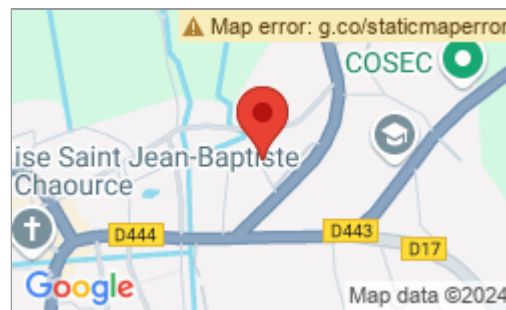 Map error: g.co/staticmaperror
COSEC
ise Saint Jean-Baptiste
Chaource
D444
D443
D17
Google
Map data ©2024